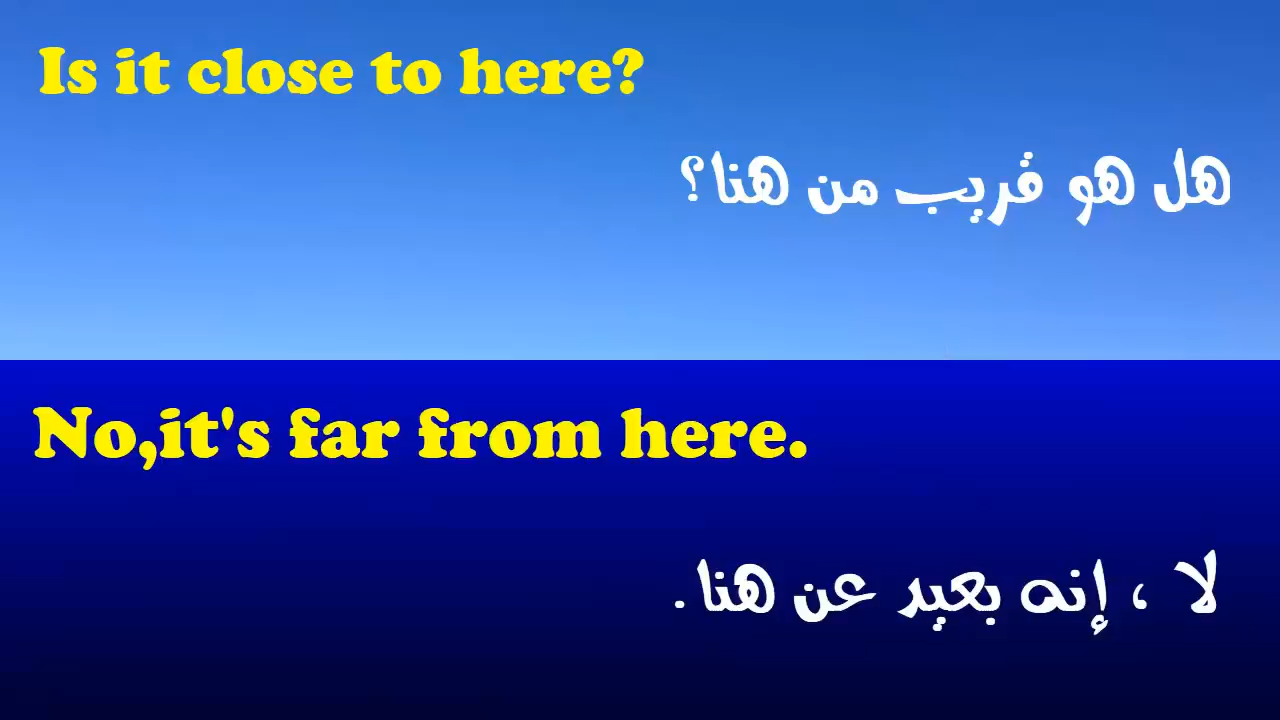 Is it close to here?
هل هو قريب من هنا؟
No,it's far from here.
لا ، إنه بعيد عن هنا.